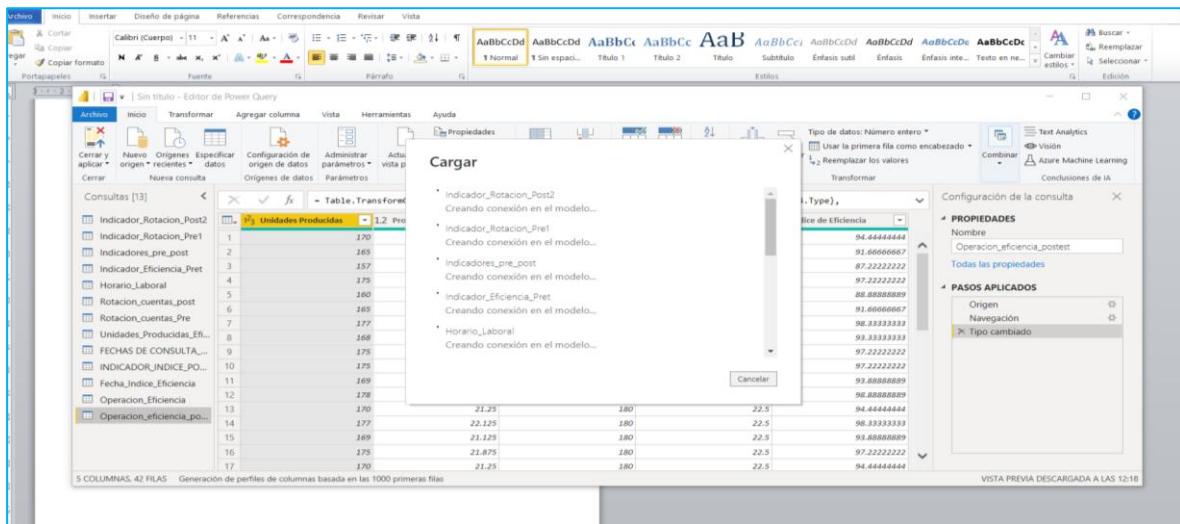 Archivo Inicio Insertar Diseño de página Referencias Correspondencia Revisar Vista
Cortar
Copiar
Copiar formato
Portapapeles
Calibri (Cuerpo) 11
Fuente
Párrafo
AaBbCcDd AaBbCcDd AaBbCc AaBbCc AaB AaBbCc AaBbCcDd AaBbCcDd AaBbCcDc AaBbCcDc
¶ Normal ¶ Sin espaci... Título 1 Título 2 Título Subtítulo Énfasis sutil Énfasis Énfasis inte... Texto en ne...
Estilos
Cambiar estilos
Buscar
Reemplazar
Seleccionar
Edición
Sin título - Editor de Power Query
Archivo Inicio Transformar Agregar columna Vista Herramientas Ayuda
Cerrar y aplicar
Cerrar
Nuevo origen
Orígenes recientes
Especificar datos
Nueva consulta
Configuración de origen de datos
Orígenes de datos
Administrar parámetros
Parámetros
Propiedades
Tipo de datos: Número entero
Usar la primera fila como encabezado
Reemplazar los valores
Transformar
Combinar
Text Analytics
Visión
Azure Machine Learning
Conclusiones de IA
Consultas [13]
Indicador_Rotacion_Post2
Indicador_Rotacion_Pre1
Indicadores_pre_post
Indicador_Eficiencia_Pret
Horario_Laboral
Rotacion_cuentas_post
Rotacion_cuentas_Pre
Unidades_Producidas_Efi...
FECHAS DE CONSULTA_...
INDICADOR_INDICE_PO...
Fecha_Indice_Eficiencia
Operacion_Eficiencia
Operacion_eficiencia_po...
Unidades Producidas
1 170 94.44444444
2 165 91.66666667
3 157 87.22222222
4 175 97.22222222
5 160 88.88888889
6 165 91.66666667
7 177 98.33333333
8 168 93.33333333
9 175 97.22222222
10 175 97.22222222
11 169 93.88888889
12 178 98.88888889
13 170 21.25 180 22.5 94.44444444
14 177 22.125 180 22.5 98.33333333
15 169 21.125 180 22.5 93.88888889
16 175 21.875 180 22.5 97.22222222
17 170 21.25 180 22.5 94.44444444
Cargar
Indicador_Rotacion_Post2
Creando conexión en el modelo...
Indicador_Rotacion_Pre1
Creando conexión en el modelo...
Indicadores_pre_post
Creando conexión en el modelo...
Indicador_Eficiencia_Pret
Creando conexión en el modelo...
Horario_Laboral
Creando conexión en el modelo...
Cancelar
Configuración de la consulta
PROPIEDADES
Nombre
Operacion_eficiencia_postest
Todas las propiedades
PASOS APLICADOS
Origen
Navegación
Tipo cambiado
5 COLUMNAS, 42 FILAS Generación de perfiles de columnas basada en las 1000 primeras filas
VISTA PREVIA DESCARGADA A LAS 12:18